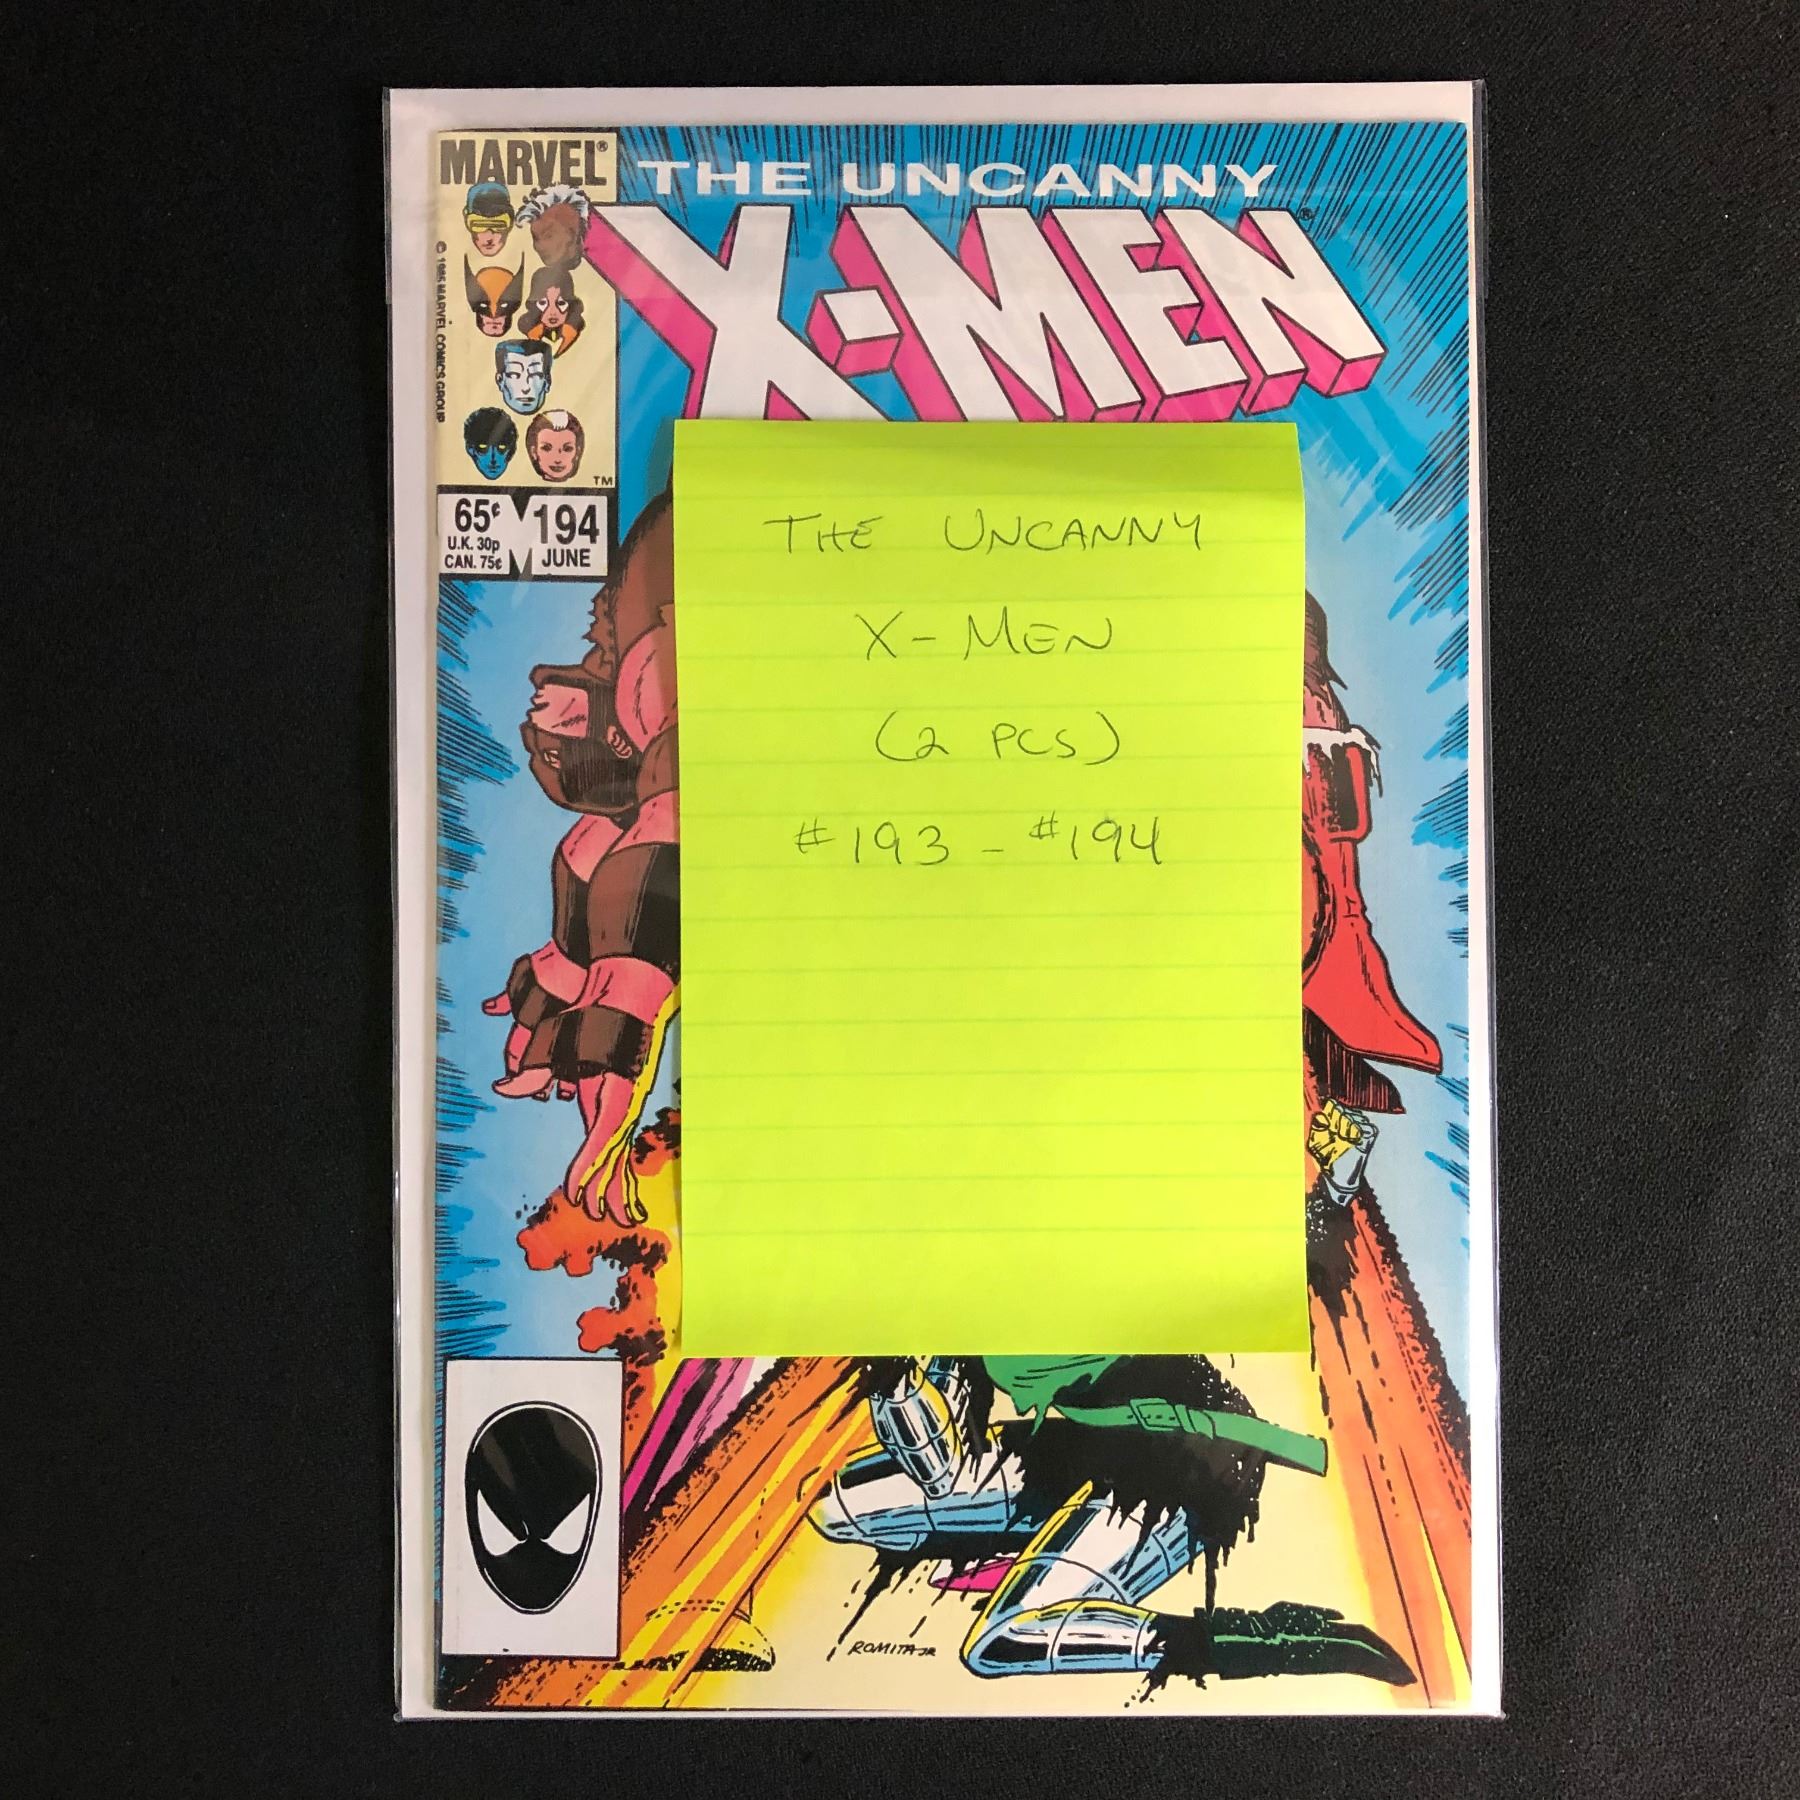 MARVEL®
THE UNCANNY
X-MEN®
© 1985 MARVEL COMICS GROUP
TM
65¢
U.K. 30p
CAN. 75¢
194
JUNE
THE UNCANNY
X-MEN
(2 PCS)
#193 - #194
ROMITA JR